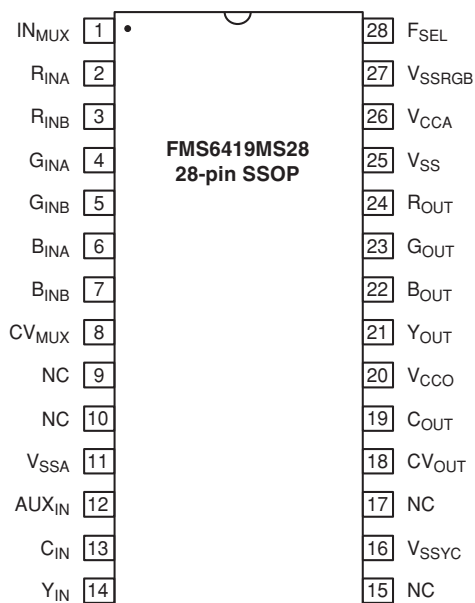 FMS6419MS28
28-pin SSOP
IN_MUX 1
R_INA 2
R_INB 3
G_INA 4
G_INB 5
B_INA 6
B_INB 7
CV_MUX 8
NC 9
NC 10
V_SSA 11
AUX_IN 12
C_IN 13
Y_IN 14
28 F_SEL
27 V_SSRGB
26 V_CCA
25 V_SS
24 R_OUT
23 G_OUT
22 B_OUT
21 Y_OUT
20 V_CCO
19 C_OUT
18 CV_OUT
17 NC
16 V_SSYC
15 NC